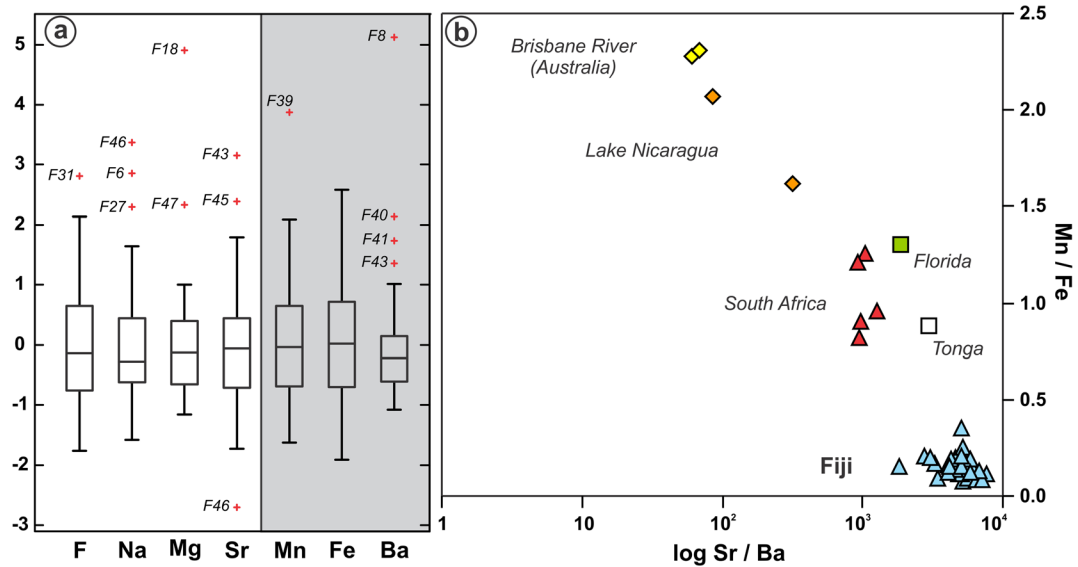 a
5
4
3
2
1
0
-1
-2
-3
F8
F18
F39
F46
F43
F31
F6
F27
F47
F45
F40
F41
F43
F46
F
Na
Mg
Sr
Mn
Fe
Ba
b
Brisbane River
(Australia)
Lake Nicaragua
Florida
South Africa
Tonga
Fiji
2.5
2.0
1.5
1.0
0.5
0.0
Mn / Fe
1
10
10²
10³
10⁴
log Sr / Ba